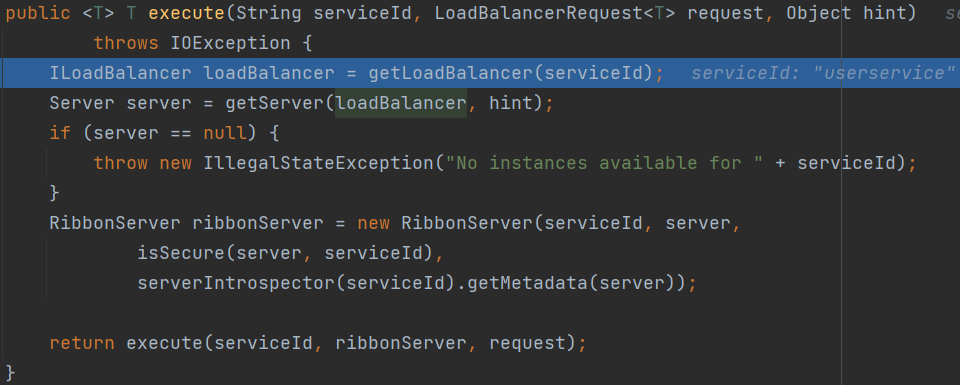 public <T> T execute(String serviceId, LoadBalancerRequest<T> request, Object hint)
        throws IOException {
    ILoadBalancer loadBalancer = getLoadBalancer(serviceId);  serviceId: "userservice"
    Server server = getServer(loadBalancer, hint);
    if (server == null) {
        throw new IllegalStateException("No instances available for " + serviceId);
    }
    RibbonServer ribbonServer = new RibbonServer(serviceId, server,
            isSecure(server, serviceId),
            serverIntrospector(serviceId).getMetadata(server));
    return execute(serviceId, ribbonServer, request);
}